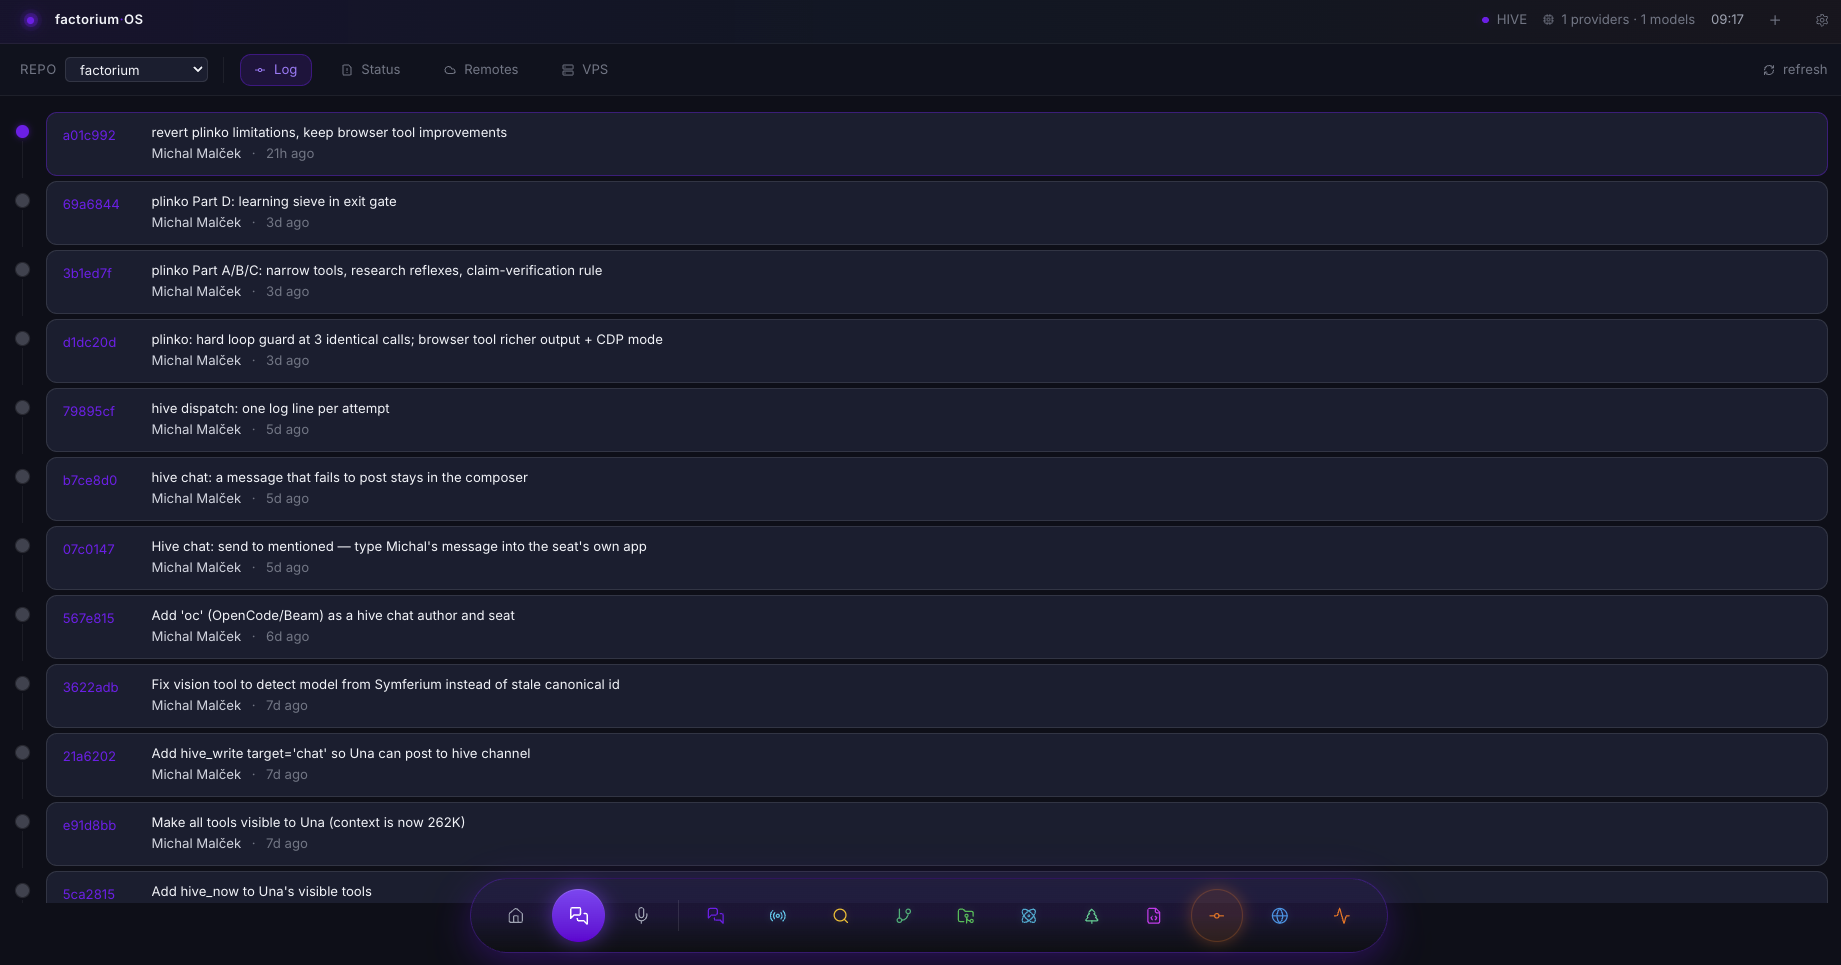 factorium·OS
HIVE
1 providers · 1 models
09:17
REPO
factorium
Log
Status
Remotes
VPS
refresh
a01c992
revert plinko limitations, keep browser tool improvements
Michal Malček · 21h ago
69a6844
plinko Part D: learning sieve in exit gate
Michal Malček · 3d ago
3b1ed7f
plinko Part A/B/C: narrow tools, research reflexes, claim-verification rule
Michal Malček · 3d ago
d1dc20d
plinko: hard loop guard at 3 identical calls; browser tool richer output + CDP mode
Michal Malček · 3d ago
79895cf
hive dispatch: one log line per attempt
Michal Malček · 5d ago
b7ce8d0
hive chat: a message that fails to post stays in the composer
Michal Malček · 5d ago
07c0147
Hive chat: send to mentioned — type Michal's message into the seat's own app
Michal Malček · 5d ago
567e815
Add 'oc' (OpenCode/Beam) as a hive chat author and seat
Michal Malček · 6d ago
3622adb
Fix vision tool to detect model from Symferium instead of stale canonical id
Michal Malček · 7d ago
21a6202
Add hive_write target='chat' so Una can post to hive channel
Michal Malček · 7d ago
e91d8bb
Make all tools visible to Una (context is now 262K)
Michal Malček · 7d ago
5ca2815
Add hive_now to Una's visible tools